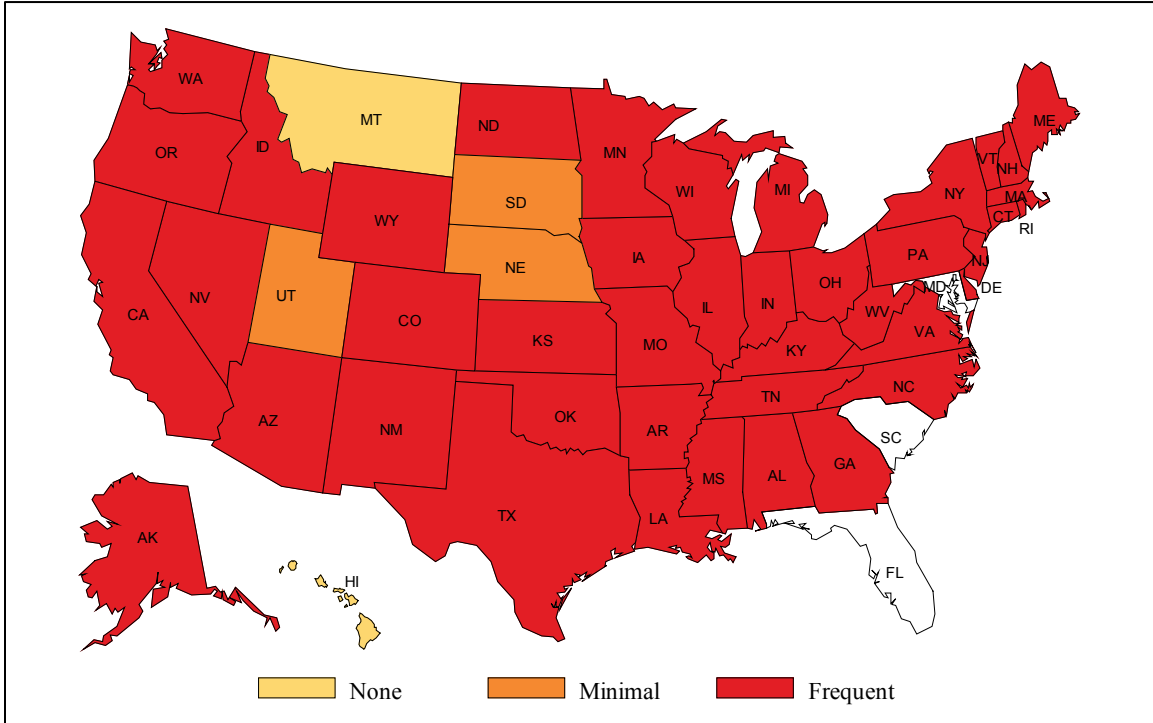 WA
MT
ND
MN
ME
OR
ID
SD
WI
MI
VT
NH
NY
MA
CT
RI
WY
NE
IA
PA
NJ
NV
UT
CO
IL
IN
OH
MD
DE
WV
VA
CA
KS
MO
KY
NC
AZ
NM
OK
AR
TN
SC
MS
AL
GA
TX
LA
AK
HI
FL
None
Minimal
Frequent